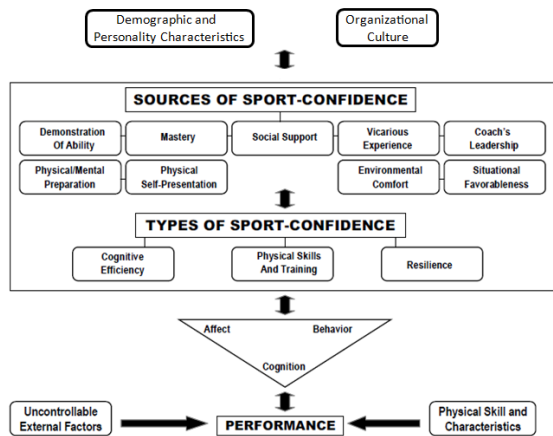 Demographic and
Personality Characteristics
Organizational
Culture
SOURCES OF SPORT-CONFIDENCE
Demonstration
Of Ability
Mastery
Social Support
Vicarious
Experience
Coach's
Leadership
Physical/Mental
Preparation
Physical
Self-Presentation
Environmental
Comfort
Situational
Favorableness
TYPES OF SPORT-CONFIDENCE
Cognitive
Efficiency
Physical Skills
And Training
Resilience
Affect
Behavior
Cognition
Uncontrollable
External Factors
PERFORMANCE
Physical Skill and
Characteristics